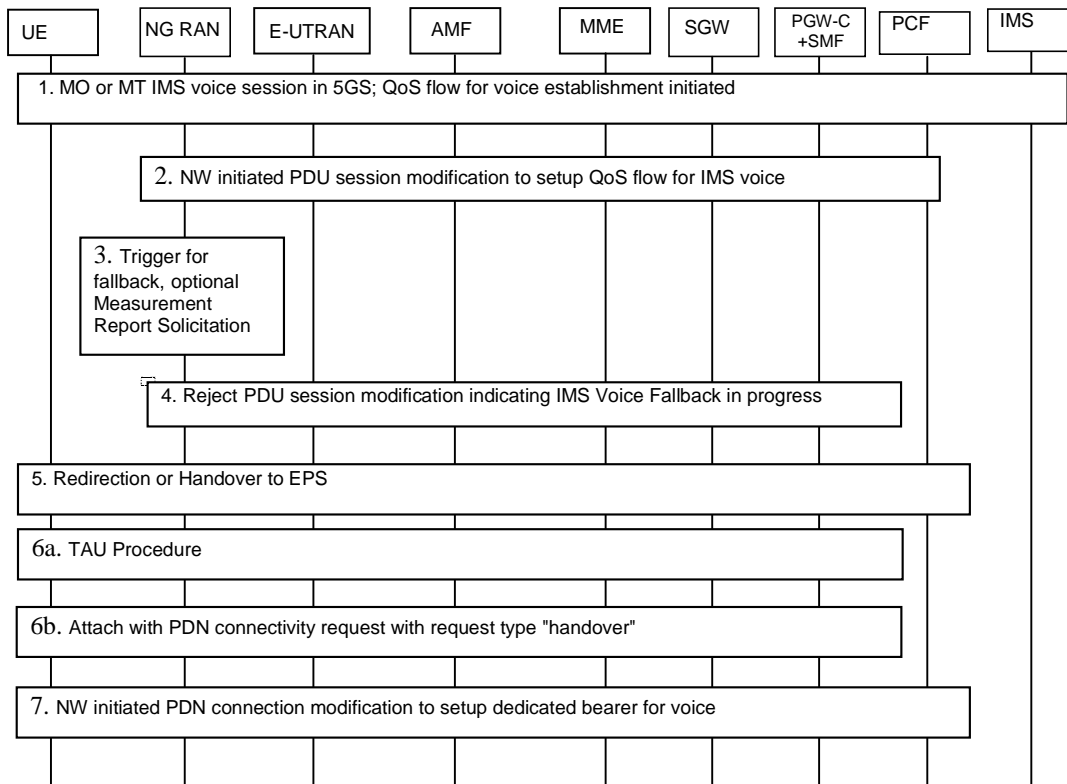 UE
NG RAN
E-UTRAN
AMF
MME
SGW
PGW-C
+SMF
PCF
IMS
1. MO or MT IMS voice session in 5GS; QoS flow for voice establishment initiated
2. NW initiated PDU session modification to setup QoS flow for IMS voice
3. Trigger for
fallback, optional
Measurement
Report Solicitation
4. Reject PDU session modification indicating IMS Voice Fallback in progress
5. Redirection or Handover to EPS
6a. TAU Procedure
6b. Attach with PDN connectivity request with request type "handover"
7. NW initiated PDN connection modification to setup dedicated bearer for voice